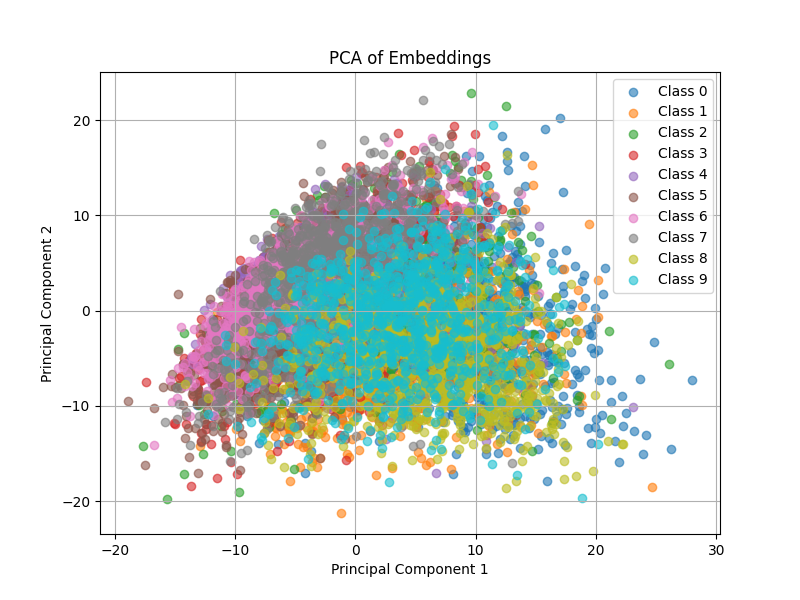 PCA of Embeddings
Class 0
Class 1
Class 2
Class 3
Class 4
Class 5
Class 6
Class 7
Class 8
Class 9
20
10
0
−10
−20
Principal Component 2
−20 −10 0 10 20 30
Principal Component 1